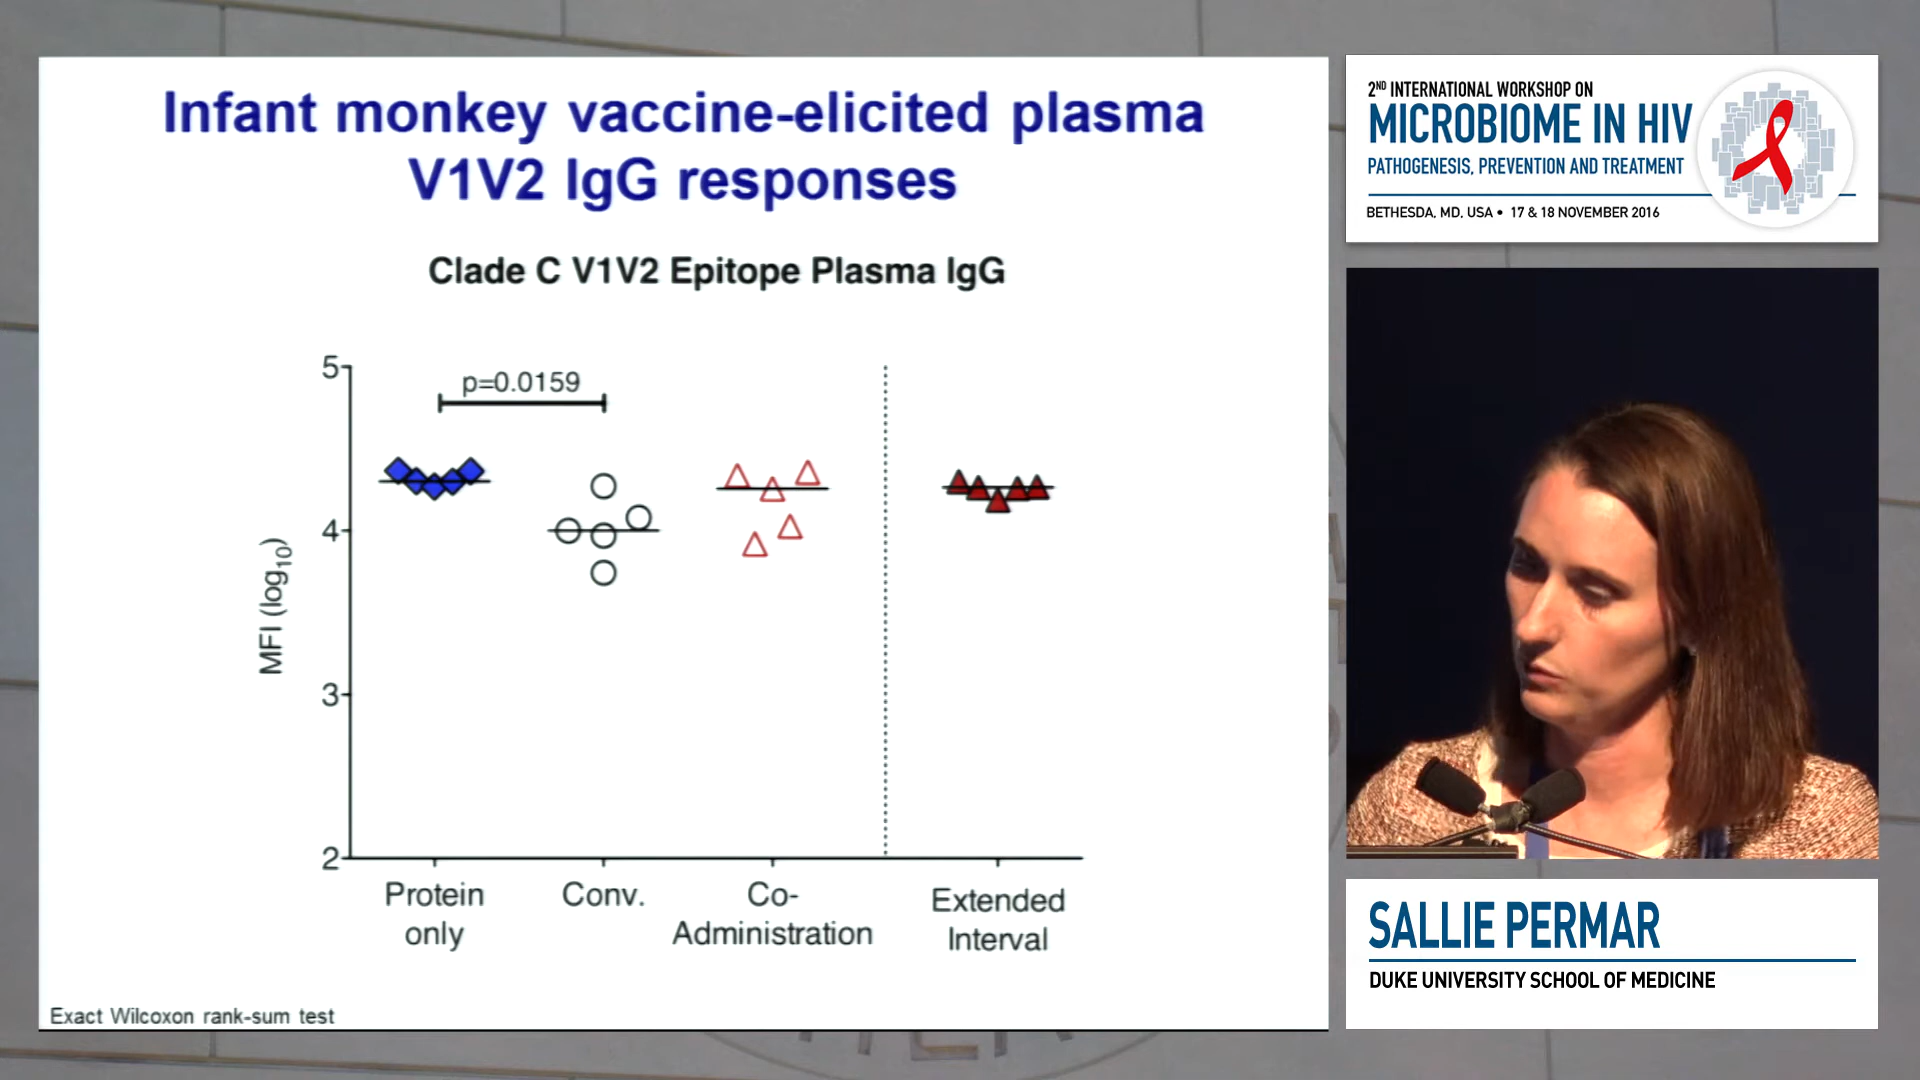 Infant monkey vaccine-elicited plasma
V1V2 IgG responses
Clade C V1V2 Epitope Plasma IgG
5
p=0.0159
4
MFI (log10)
3
2
Protein
only
Conv.
Co-
Administration
Extended
Interval
Exact Wilcoxon rank-sum test
2ND INTERNATIONAL WORKSHOP ON
MICROBIOME IN HIV
PATHOGENESIS, PREVENTION AND TREATMENT
BETHESDA, MD, USA • 17 & 18 NOVEMBER 2016
SALLIE PERMAR
DUKE UNIVERSITY SCHOOL OF MEDICINE